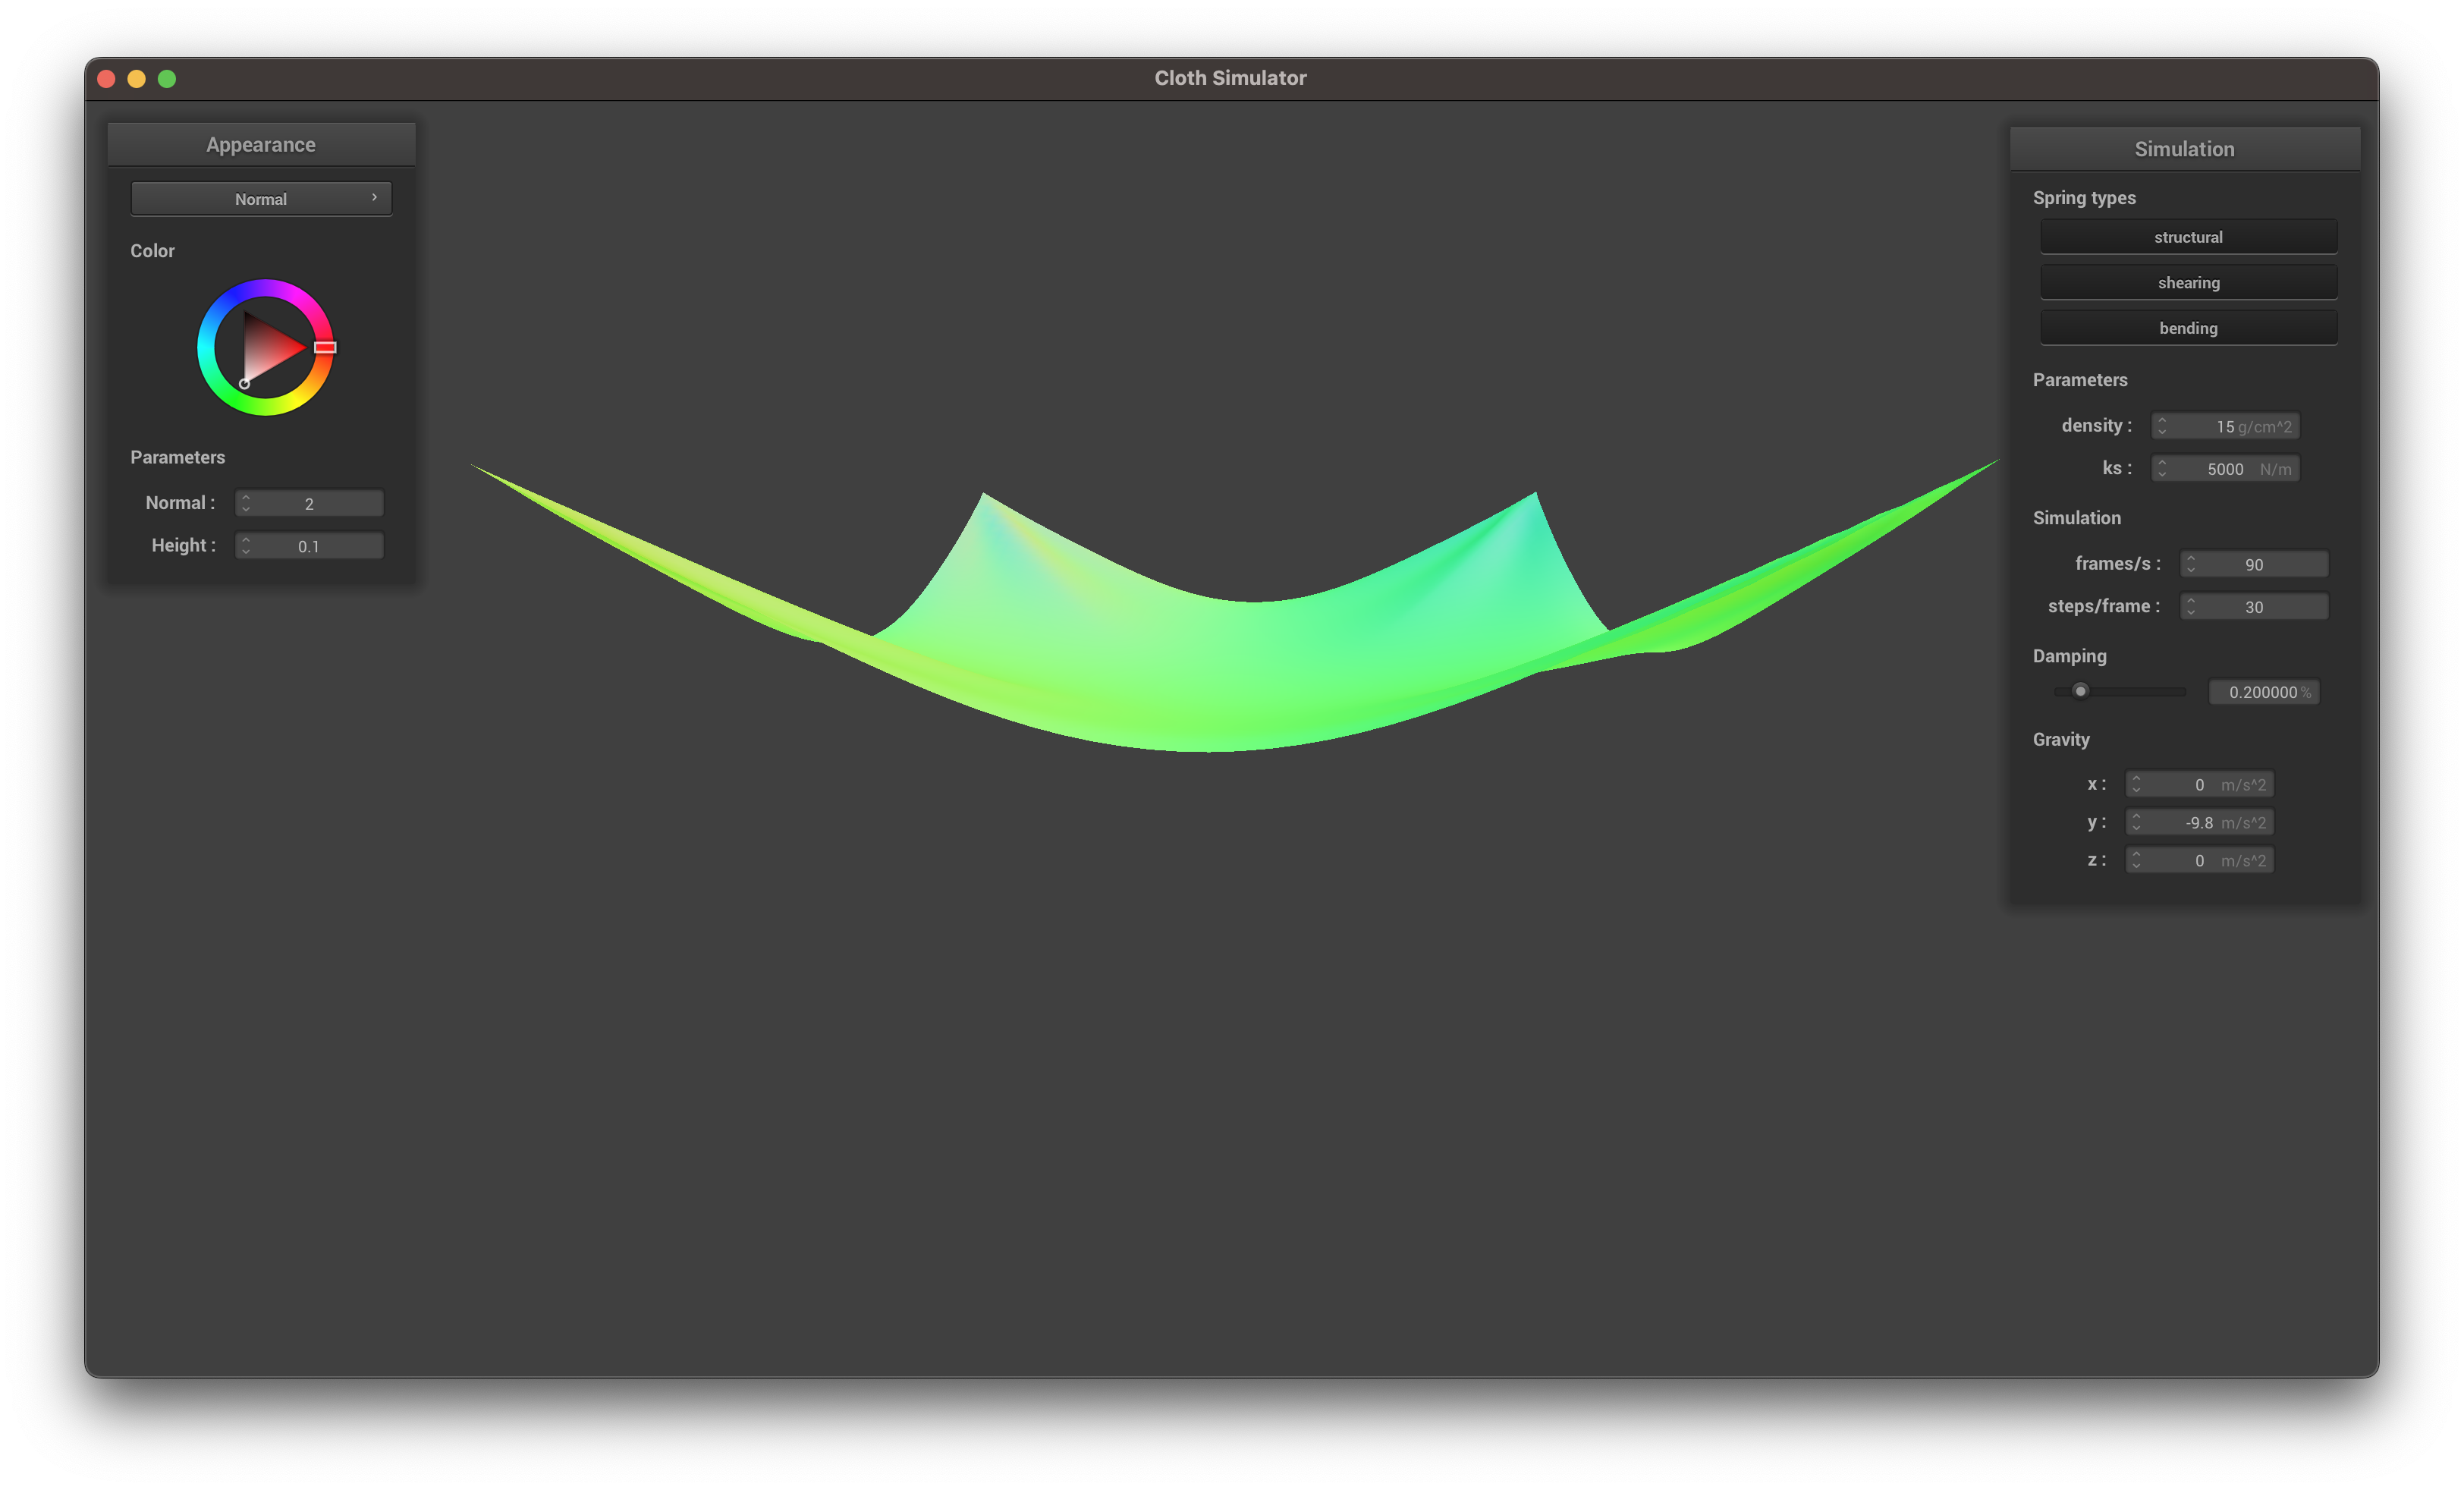 Cloth Simulator
Appearance
Normal
Color
Parameters
Normal : 2
Height : 0.1
Simulation
Spring types
structural
shearing
bending
Parameters
density : 15 g/cm^2
ks : 5000 N/m
Simulation
frames/s : 90
steps/frame : 30
Damping
0.200000 %
Gravity
x : 0 m/s^2
y : -9.8 m/s^2
z : 0 m/s^2